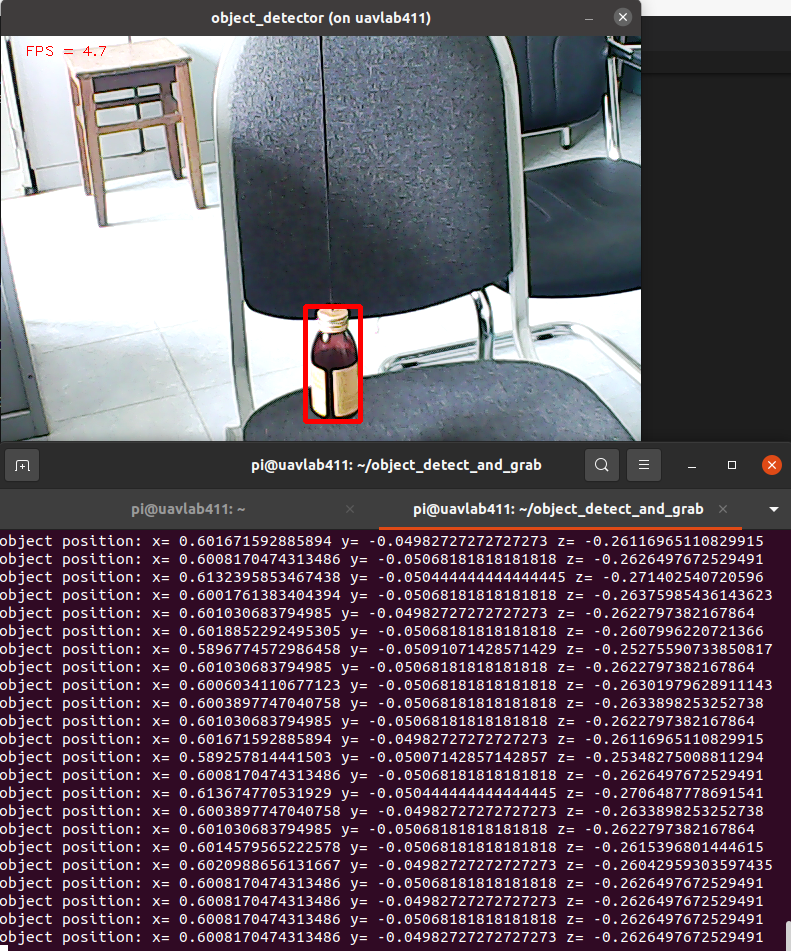 object_detector (on uavlab411)
FPS = 4.7
pi@uavlab411: ~/object_detect_and_grab
pi@uavlab411: ~
pi@uavlab411: ~/object_detect_and_grab
object position: x= 0.601671592885894 y= -0.04982727272727273 z= -0.26116965110829915
object position: x= 0.6008170474313486 y= -0.05068181818181818 z= -0.2626497672529491
object position: x= 0.6132395853467438 y= -0.050444444444444445 z= -0.271402540720596
object position: x= 0.6001761383404394 y= -0.05068181818181818 z= -0.26375985436143623
object position: x= 0.601030683794985 y= -0.04982727272727273 z= -0.2622797382167864
object position: x= 0.6018852292495305 y= -0.05068181818181818 z= -0.2607996220721366
object position: x= 0.5896774572986458 y= -0.05091071428571429 z= -0.25275590733850817
object position: x= 0.601030683794985 y= -0.05068181818181818 z= -0.2622797382167864
object position: x= 0.6006034110677123 y= -0.05068181818181818 z= -0.26301979628911143
object position: x= 0.6003897747040758 y= -0.05068181818181818 z= -0.2633898253252738
object position: x= 0.601030683794985 y= -0.05068181818181818 z= -0.2622797382167864
object position: x= 0.601671592885894 y= -0.04982727272727273 z= -0.26116965110829915
object position: x= 0.589257814441503 y= -0.05007142857142857 z= -0.25348275008811294
object position: x= 0.6008170474313486 y= -0.05068181818181818 z= -0.2626497672529491
object position: x= 0.613674770531929 y= -0.050444444444444445 z= -0.2706487778691541
object position: x= 0.6003897747040758 y= -0.04982727272727273 z= -0.2633898253252738
object position: x= 0.601030683794985 y= -0.05068181818181818 z= -0.2622797382167864
object position: x= 0.6014579565222578 y= -0.05068181818181818 z= -0.2615396801444615
object position: x= 0.60209886561​31667 y= -0.04982727272727273 z= -0.26042959303597435
object position: x= 0.6008170474313486 y= -0.05068181818181818 z= -0.2626497672529491
object position: x= 0.6008170474313486 y= -0.04982727272727273 z= -0.2626497672529491
object position: x= 0.6008170474313486 y= -0.05068181818181818 z= -0.2626497672529491
object position: x= 0.6008170474313486 y= -0.04982727272727273 z= -0.2626497672529491